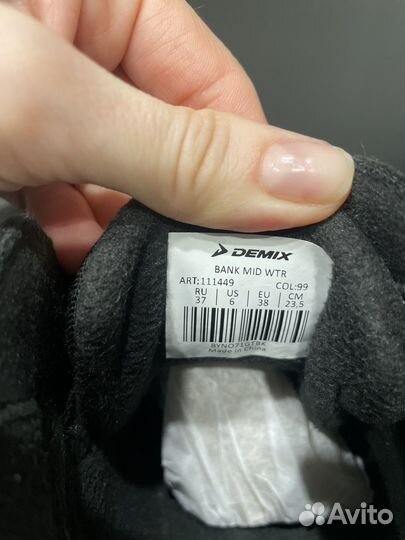 DEMIX
BANK MID WTR
ART:111449 COL:99
RU US EU CM
37 6 38 23,5
BYNO71GTBK
Made in China
Avito